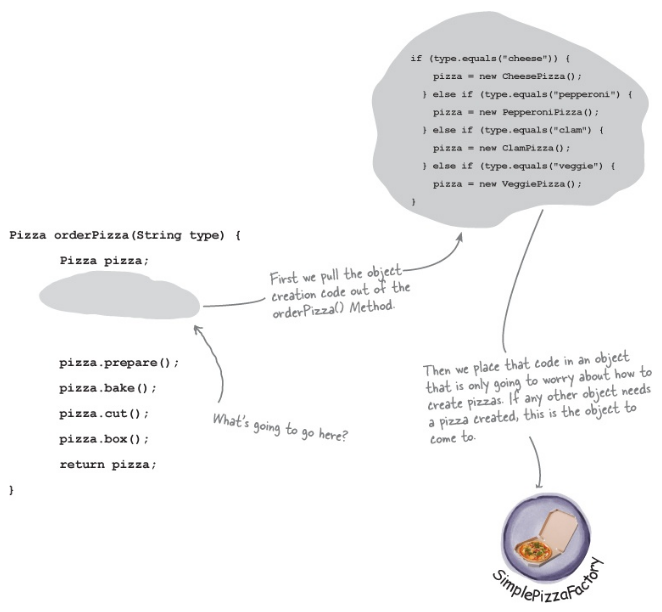 if (type.equals("cheese")) {
pizza = new CheesePizza();
} else if (type.equals("pepperoni") {
pizza = new PepperoniPizza();
} else if (type.equals("clam") {
pizza = new ClamPizza();
} else if (type.equals("veggie") {
pizza = new VeggiePizza();
}
Pizza orderPizza(String type) {
Pizza pizza;
First we pull the object
creation code out of the
orderPizza() Method.
pizza.prepare();
pizza.bake();
pizza.cut();
pizza.box();
return pizza;
}
What's going to go here?
Then we place that code in an object
that is only going to worry about how to
create pizzas. If any other object needs
a pizza created, this is the object to
come to.
SimplePizzaFactory